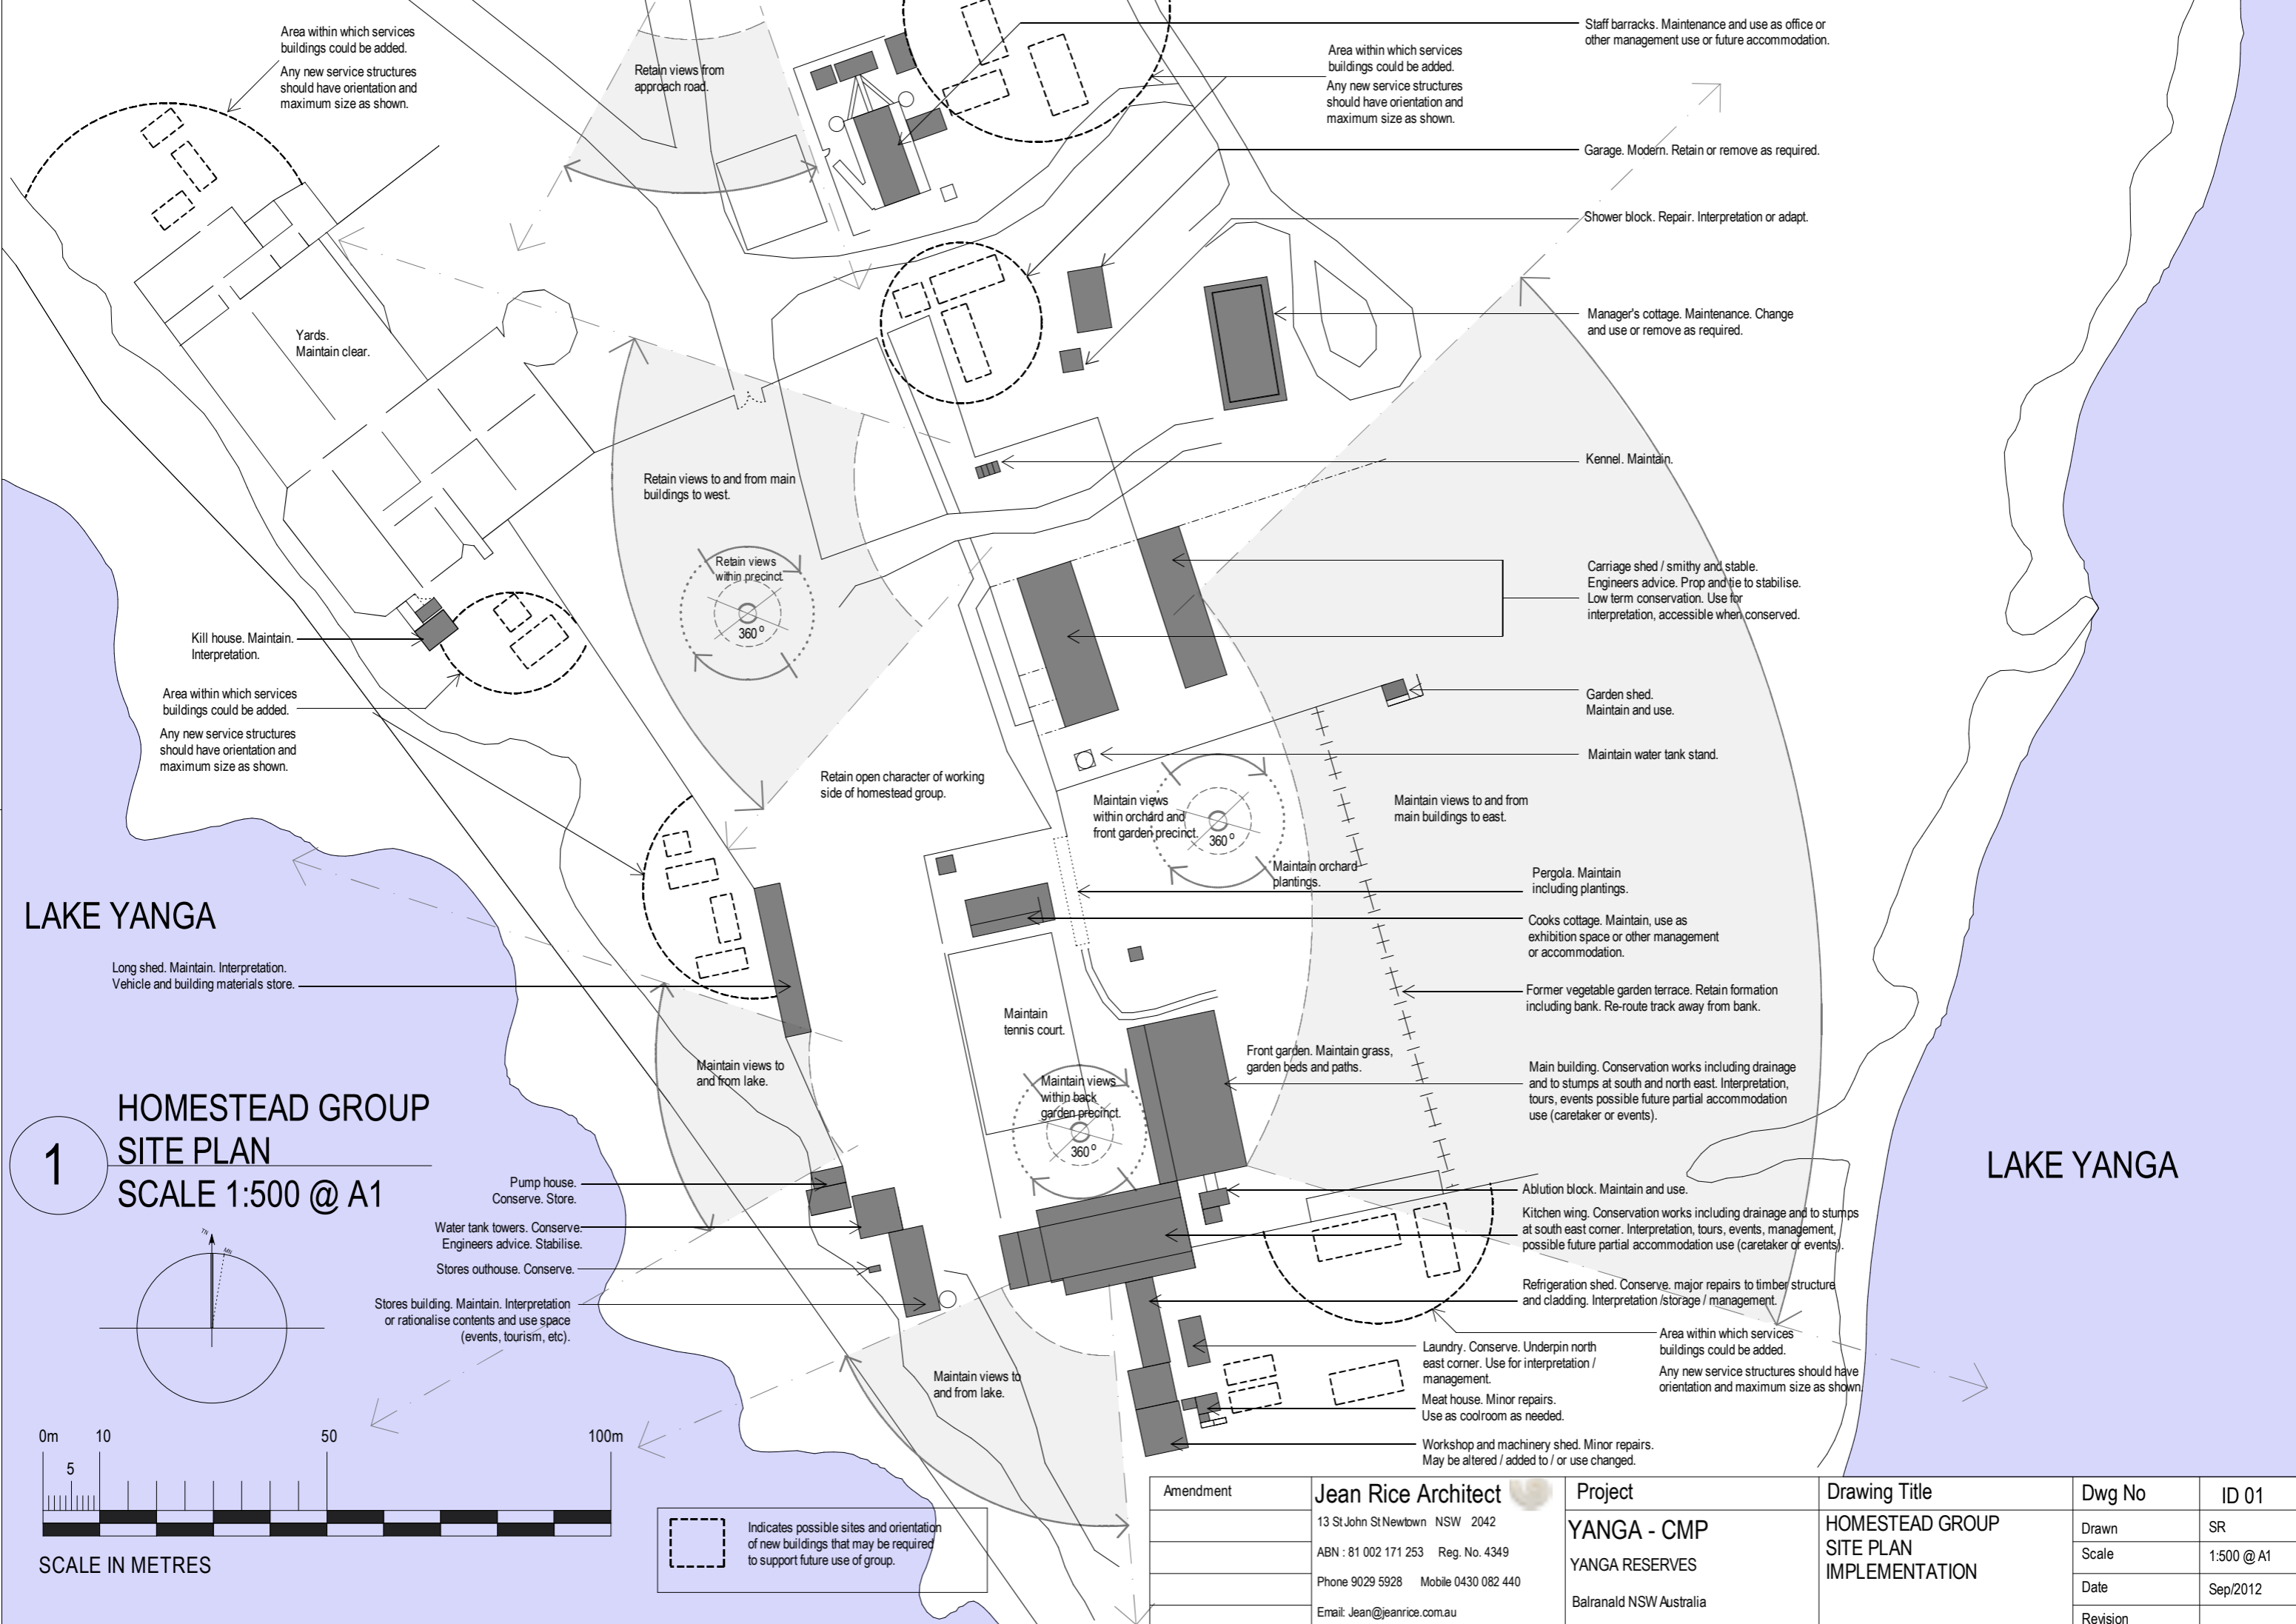 Area within which services
buildings could be added.
Any new service structures
should have orientation and
maximum size as shown.
Retain views from
approach road.
Area within which services
buildings could be added.
Any new service structures
should have orientation and
maximum size as shown.
Staff barracks. Maintenance and use as office or
other management use or future accommodation.
Garage. Modern. Retain or remove as required.
Shower block. Repair. Interpretation or adapt.
Manager's cottage. Maintenance. Change
and use or remove as required.
Yards.
Maintain clear.
Kennel. Maintain.
Retain views to and from main
buildings to west.
Retain views
within precinct.
360°
Carriage shed / smithy and stable.
Engineers advice. Prop and tie to stabilise.
Low term conservation. Use for
interpretation, accessible when conserved.
Kill house. Maintain.
Interpretation.
Area within which services
buildings could be added.
Any new service structures
should have orientation and
maximum size as shown.
Garden shed.
Maintain and use.
Maintain water tank stand.
Retain open character of working
side of homestead group.
Maintain views
within orchard and
front garden precinct.
360°
Maintain views to and from
main buildings to east.
Maintain orchard
plantings.
Pergola. Maintain
including plantings.
Cooks cottage. Maintain, use as
exhibition space or other management
or accommodation.
LAKE YANGA
Long shed. Maintain. Interpretation.
Vehicle and building materials store.
Former vegetable garden terrace. Retain formation
including bank. Re-route track away from bank.
Maintain
tennis court.
Front garden. Maintain grass,
garden beds and paths.
Maintain views to
and from lake.
Maintain views
within back
garden precinct.
360°
Main building. Conservation works including drainage
and to stumps at south and north east. Interpretation,
tours, events possible future partial accommodation
use (caretaker or events).
LAKE YANGA
1
HOMESTEAD GROUP
SITE PLAN
SCALE 1:500 @ A1
TN
MN
Pump house.
Conserve. Store.
Water tank towers. Conserve.
Engineers advice. Stabilise.
Stores outhouse. Conserve.
Stores building. Maintain. Interpretation
or rationalise contents and use space
(events, tourism, etc).
Ablution block. Maintain and use.
Kitchen wing. Conservation works including drainage and to stumps
at south east corner. Interpretation, tours, events, management,
possible future partial accommodation use (caretaker or events).
Refrigeration shed. Conserve. major repairs to timber structure
and cladding. Interpretation /storage / management.
Area within which services
buildings could be added.
Any new service structures should have
orientation and maximum size as shown.
Laundry. Conserve. Underpin north
east corner. Use for interpretation /
management.
Meat house. Minor repairs.
Use as coolroom as needed.
Workshop and machinery shed. Minor repairs.
May be altered / added to / or use changed.
Maintain views to
and from lake.
0m 10 50 100m
5
SCALE IN METRES
Indicates possible sites and orientation
of new buildings that may be required
to support future use of group.
Amendment
Jean Rice Architect
13 St John St Newtown NSW 2042
ABN : 81 002 171 253 Reg. No. 4349
Phone 9029 5928 Mobile 0430 082 440
Email: Jean@jeanrice.com.au
Project
YANGA - CMP
YANGA RESERVES
Balranald NSW Australia
Drawing Title
HOMESTEAD GROUP
SITE PLAN
IMPLEMENTATION
Dwg No ID 01
Drawn SR
Scale 1:500 @ A1
Date Sep/2012
Revision